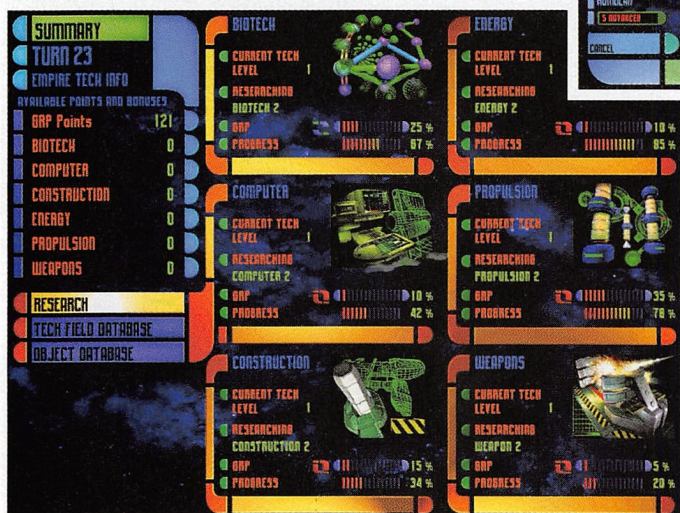 SUMMARY
TURN 23
EMPIRE TECH INFO
AVAILABLE POINTS AND BONUSES
GRP Points 121
BIOTECH 0
COMPUTER 0
CONSTRUCTION 0
ENERGY 0
PROPULSION 0
WEAPONS 0
RESEARCH
TECH FIELD DATABASE
OBJECT DATABASE
BIOTECH
CURRENT TECH
LEVEL 1
RESEARCHING
BIOTECH 2
GRP 25 %
PROGRESS 67 %
ENERGY
CURRENT TECH
LEVEL 1
RESEARCHING
ENERGY 2
GRP 10 %
PROGRESS 85 %
COMPUTER
CURRENT TECH
LEVEL 1
RESEARCHING
COMPUTER 2
GRP 10 %
PROGRESS 42 %
PROPULSION
CURRENT TECH
LEVEL 1
RESEARCHING
PROPULSION 2
GRP 35 %
PROGRESS 78 %
CONSTRUCTION
CURRENT TECH
LEVEL 1
RESEARCHING
CONSTRUCTION 2
GRP 15 %
PROGRESS 34 %
WEAPONS
CURRENT TECH
LEVEL 1
RESEARCHING
WEAPON 2
GRP 5 %
PROGRESS 20 %
5 ADVANCED
CANCEL